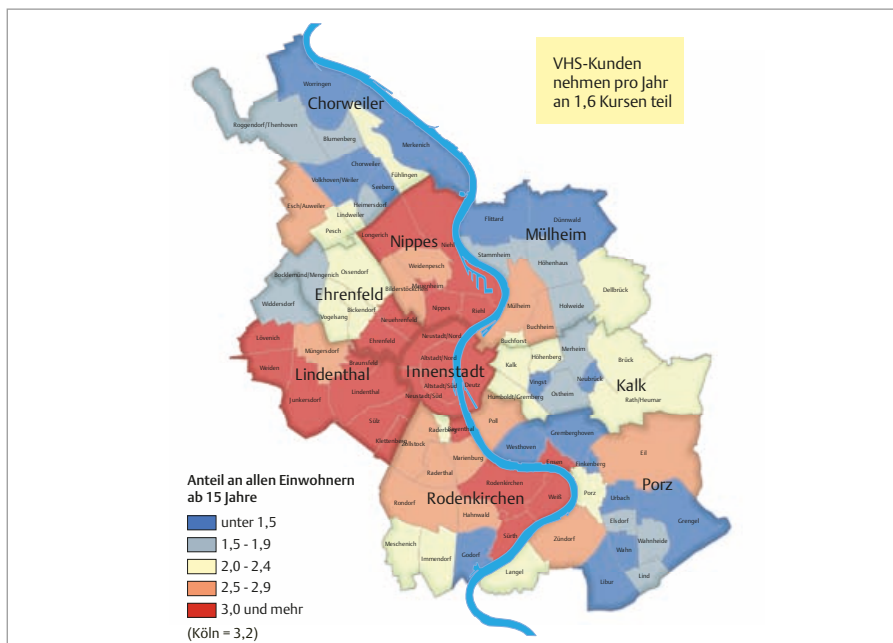 VHS-Kunden
nehmen pro Jahr
an 1,6 Kursen teil
Worringen
Chorweiler
Roggendorf/Thenhoven
Blumenberg
Merkenich
Chorweiler
Fühlingen
Volkhoven/Weiler
Seeberg
Heimersdorf
Esch/Auweiler
Lindweiler
Pesch
Longerich
Nippes
Niehl
Flittard
Dünnwald
Mülheim
Stammheim
Höhenhaus
Weidenpesch
Ossendorf
Bocklemünd/Mengenich
Mauenheim
Bilderstöckchen
Ehrenfeld
Dellbrück
Widdersdorf
Vogelsang
Bickendorf
Nippes
Riehl
Mülheim
Holweide
Neuehrenfeld
Buchheim
Lövenich
Ehrenfeld
Neustadt/Nord
Buchforst
Merheim
Müngersdorf
Braunsfeld
Altstadt/Nord
Kalk
Höhenberg
Brück
Weiden
Lindenthal
Innenstadt
Vingst
Neubrück
Kalk
Junkersdorf
Lindenthal
Altstadt/Süd
Deutz
Ostheim
Rath/Heumar
Neustadt/Süd
Humboldt/Gremberg
Sülz
Raderberg
Bayenthal
Poll
Gremberghoven
Klettenberg
Zollstock
Westhoven
Eil
Marienburg
Ensen
Finkenberg
Raderthal
Rodenkirchen
Porz
Rodenkirchen
Weiß
Porz
Urbach
Rondorf
Hahnwald
Elsdorf
Grengel
Meschenich
Immendorf
Sürth
Zündorf
Wahn
Wahnheide
Godorf
Langel
Libur
Lind
Anteil an allen Einwohnern
ab 15 Jahre
unter 1,5
1,5 - 1,9
2,0 - 2,4
2,5 - 2,9
3,0 und mehr
(Köln = 3,2)